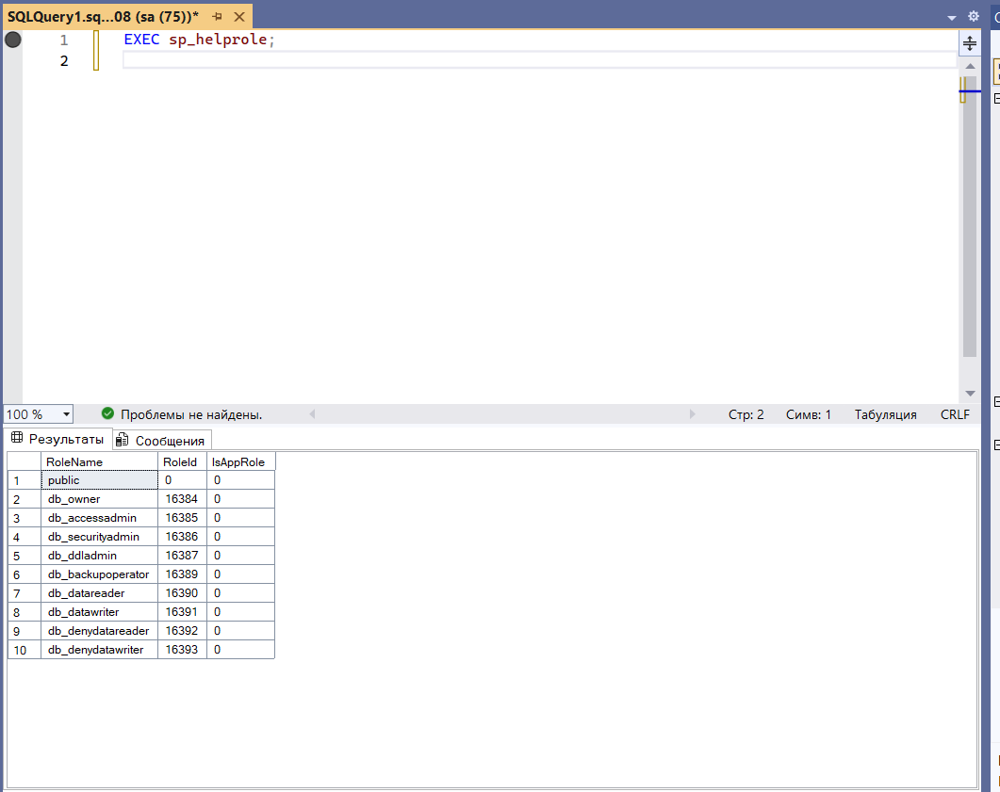 SQLQuery1.sq...08 (sa (75))*
1 EXEC sp_helprole;
2
100 % Проблемы не найдены. Стр: 2 Симв: 1 Табуляция CRLF
Результаты Сообщения
RoleName RoleId IsAppRole
1 public 0 0
2 db_owner 16384 0
3 db_accessadmin 16385 0
4 db_securityadmin 16386 0
5 db_ddladmin 16387 0
6 db_backupoperator 16389 0
7 db_datareader 16390 0
8 db_datawriter 16391 0
9 db_denydatareader 16392 0
10 db_denydatawriter 16393 0